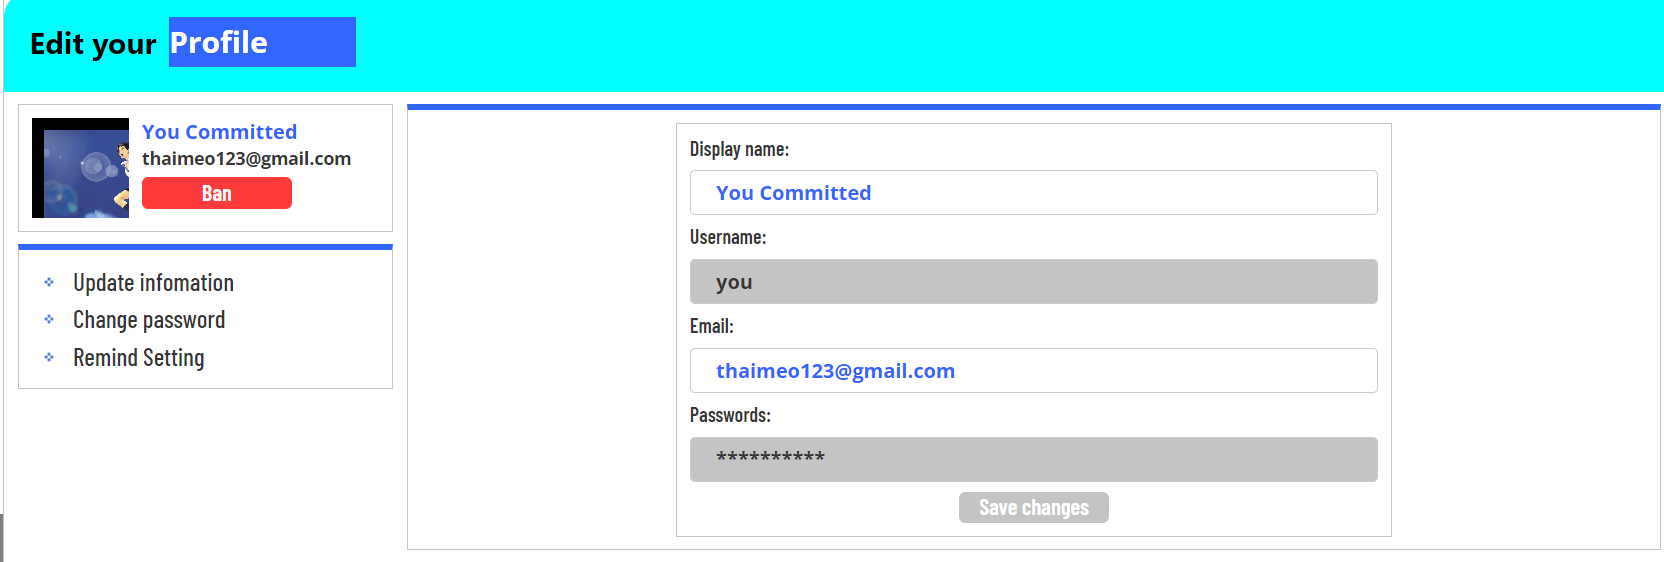 Edit your Profile
You Committed
thaimeo123@gmail.com
Ban
Update infomation
Change password
Remind Setting
Display name:
You Committed
Username:
you
Email:
thaimeo123@gmail.com
Passwords:
**********
Save changes